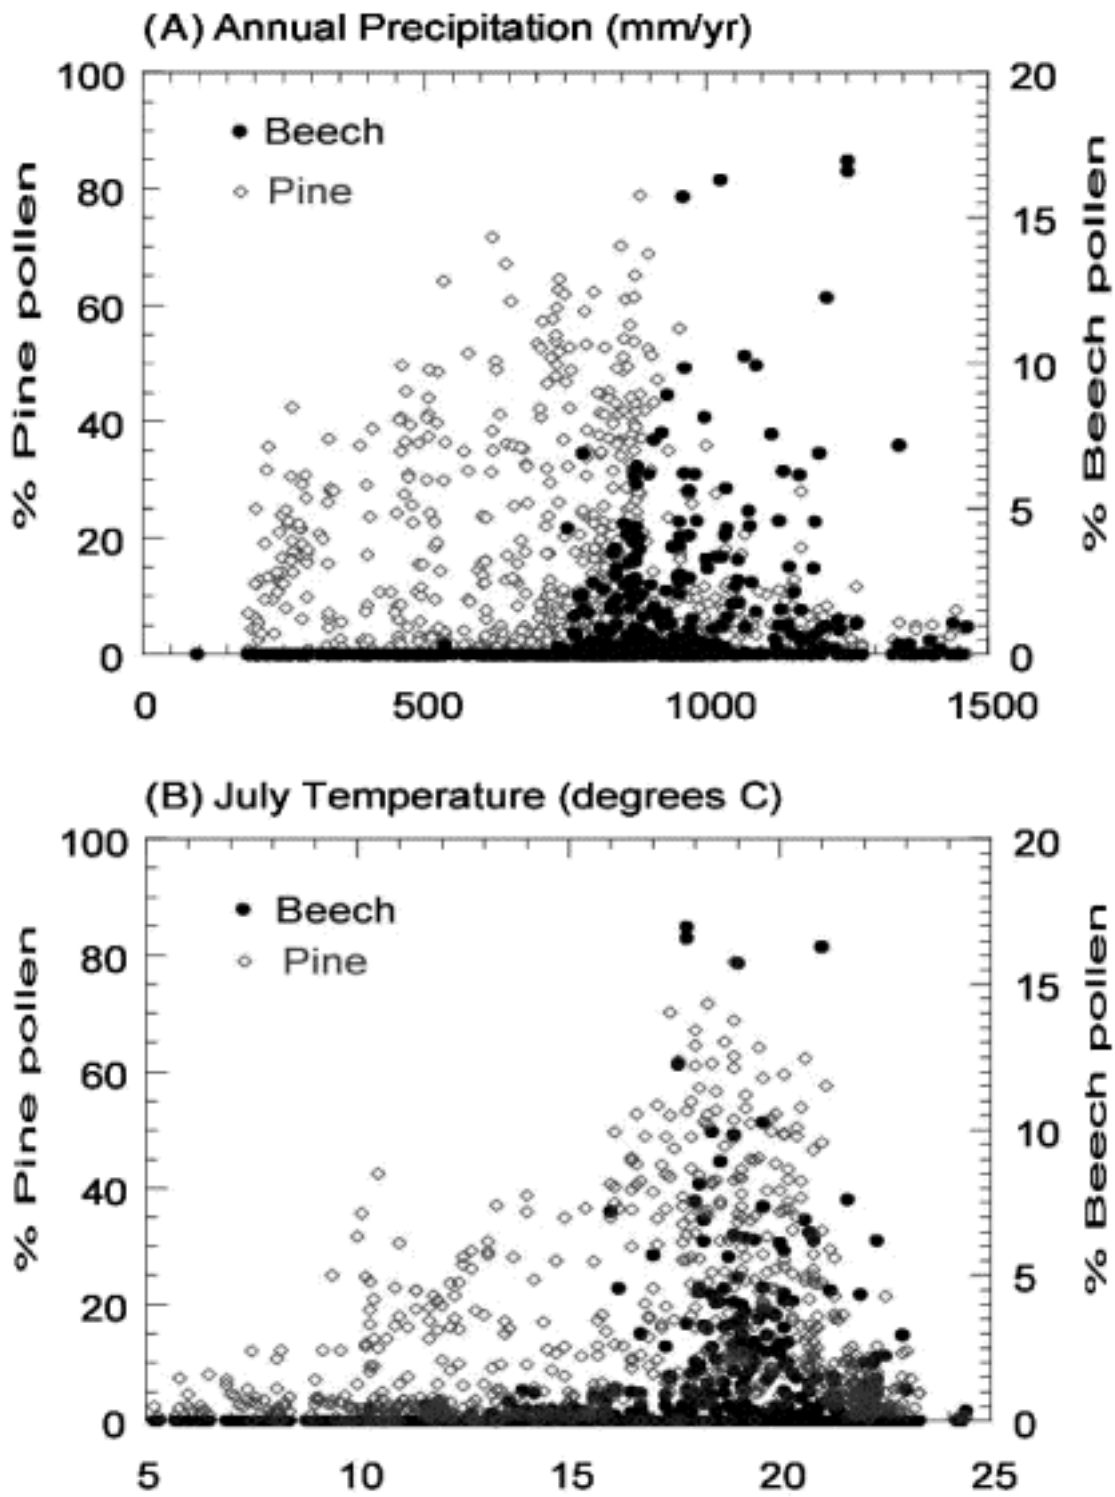 (A) Annual Precipitation (mm/yr)
100
80
60
40
20
0
% Pine pollen
Beech
Pine
20
15
10
5
0
% Beech pollen
0 500 1000 1500
(B) July Temperature (degrees C)
100
80
60
40
20
0
% Pine pollen
Beech
Pine
20
15
10
5
0
% Beech pollen
5 10 15 20 25